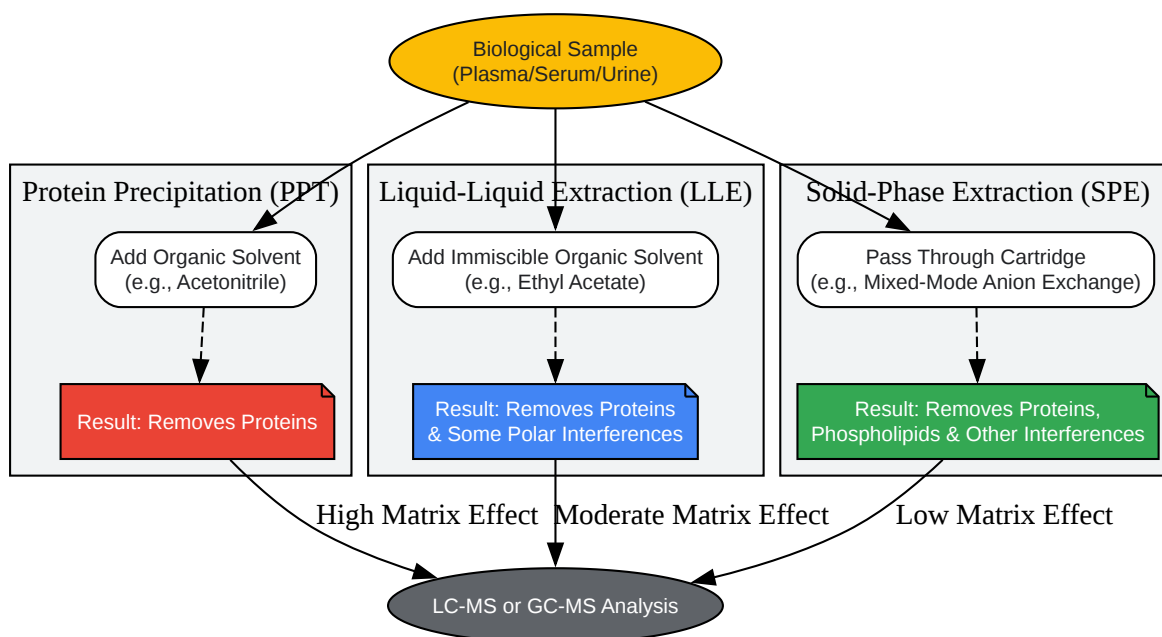 Biological Sample
(Plasma/Serum/Urine)
Protein Precipitation (PPT)
Liquid-Liquid Extraction (LLE)
Solid-Phase Extraction (SPE)
Add Organic Solvent
(e.g., Acetonitrile)
Add Immiscible Organic Solvent
(e.g., Ethyl Acetate)
Pass Through Cartridge
(e.g., Mixed-Mode Anion Exchange)
Result: Removes Proteins
Result: Removes Proteins
& Some Polar Interferences
Result: Removes Proteins,
Phospholipids & Other Interferences
High Matrix Effect
Moderate Matrix Effect
Low Matrix Effect
LC-MS or GC-MS Analysis